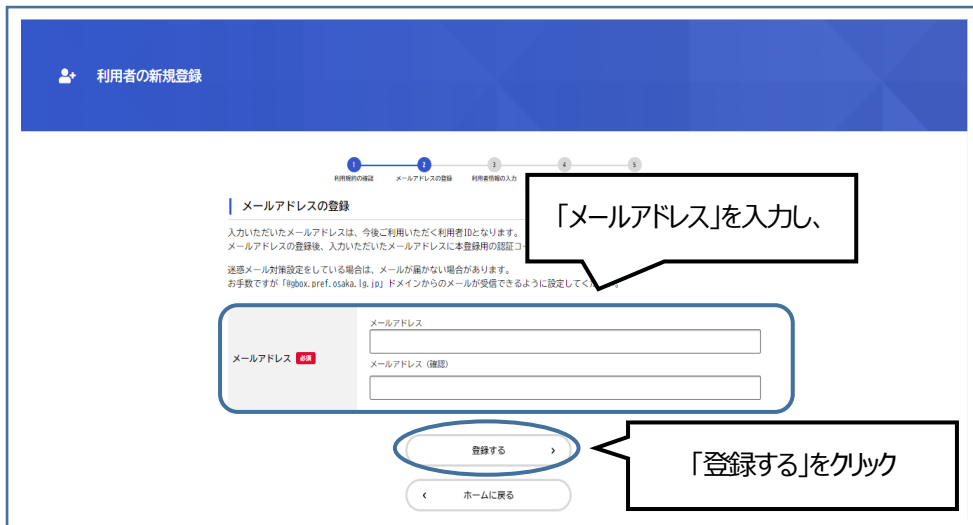 利用者の新規登録
1 2 3 4 5
利用規約の確認 メールアドレスの登録 利用者情報の入力
メールアドレスの登録
「メールアドレス」を入力し、
入力いただいたメールアドレスは、今後ご利用いただく利用者IDとなります。
メールアドレスの登録後、入力いただいたメールアドレスに本登録用の認証コー
迷惑メール対策設定をしている場合は、メールが届かない場合があります。
お手数ですが「@gbox.pref.osaka.lg.jp」ドメインからのメールが受信できるように設定してく
メールアドレス
メールアドレス 必須
メールアドレス（確認）
登録する
「登録する」をクリック
ホームに戻る